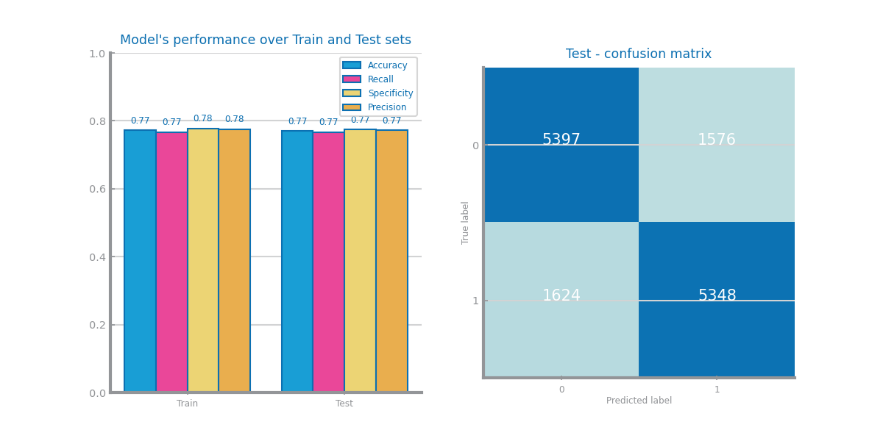 Model's performance over Train and Test sets
1.0
0.8
0.6
0.4
0.2
0.0
Accuracy
Recall
Specificity
Precision
0.77 0.77 0.78 0.78 0.77 0.77 0.77 0.77
Train Test
Test - confusion matrix
True label
0
1
5397 1576
1624 5348
0 1
Predicted label